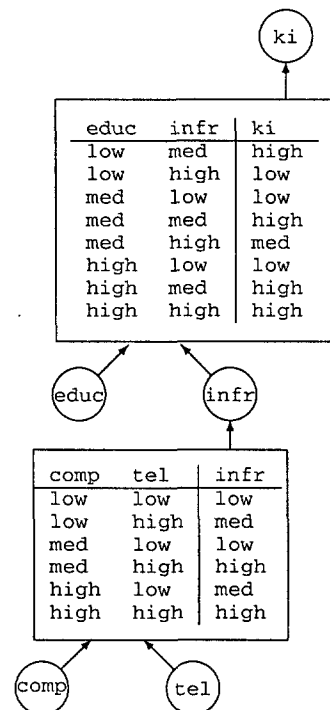 ki
educ infr ki
low med high
low high low
med low low
med med high
med high med
high low low
high med high
high high high
educ infr
comp tel infr
low low low
low high med
med low low
med high high
high low med
high high high
comp tel